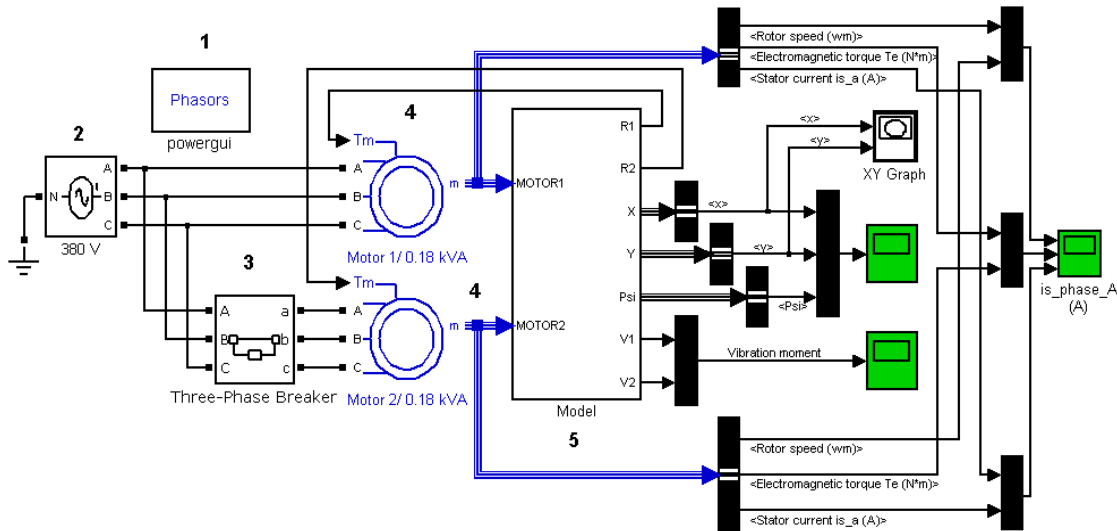 1
Phasors
powergui
2
N
A
B
C
380 V
3
A
B
C
a
b
c
Three-Phase Breaker
4
Tm
A
B
C
m
Motor 1/ 0.18 kVA
4
Tm
A
B
C
m
Motor 2/ 0.18 kVA
MOTOR1
MOTOR2
R1
R2
X
Y
Psi
V1
V2
Model
5
<Rotor speed (wm)>
<Electromagnetic torque Te (N*m)>
<Stator current is_a (A)>
<x>
<y>
XY Graph
<x>
<y>
<Psi>
Vibration moment
is_phase_A
(A)
<Rotor speed (wm)>
<Electromagnetic torque Te (N*m)>
<Stator current is_a (A)>